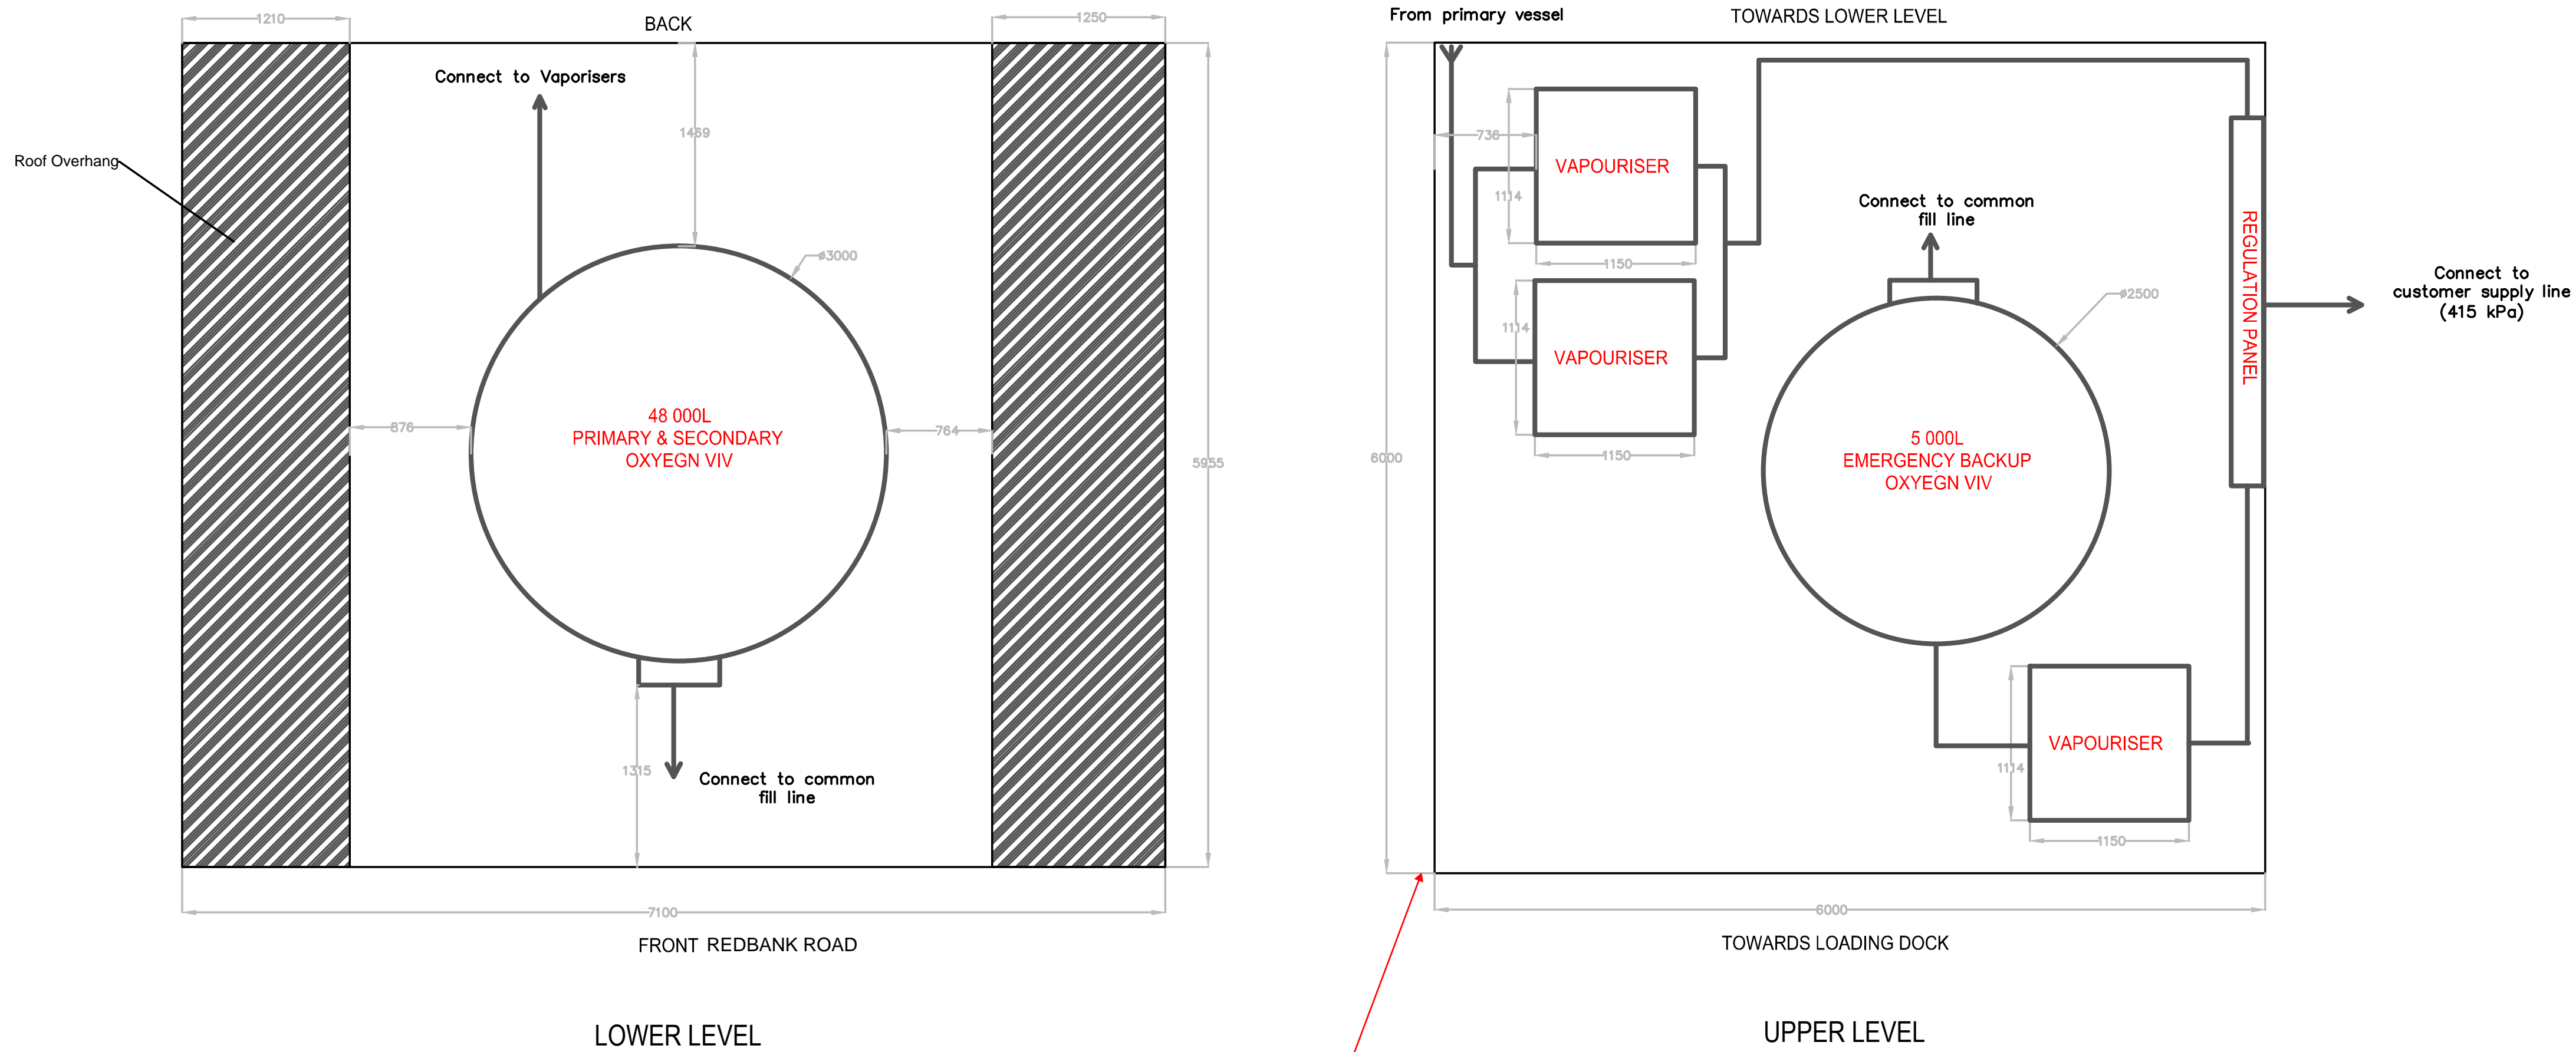 1210
BACK
1250
Connect to Vaporisers
1469
Roof Overhang
ø3000
876
764
48 000L
PRIMARY & SECONDARY
OXYEGN VIV
5955
1315
Connect to common
fill line
7100
FRONT REDBANK ROAD
LOWER LEVEL
From primary vessel
TOWARDS LOWER LEVEL
736
VAPOURISER
1114
1150
Connect to common
fill line
REGULATION PANEL
Connect to
customer supply line
(415 kPa)
ø2500
1114
VAPOURISER
1150
6000
5 000L
EMERGENCY BACKUP
OXYEGN VIV
VAPOURISER
1114
1150
6000
TOWARDS LOADING DOCK
UPPER LEVEL